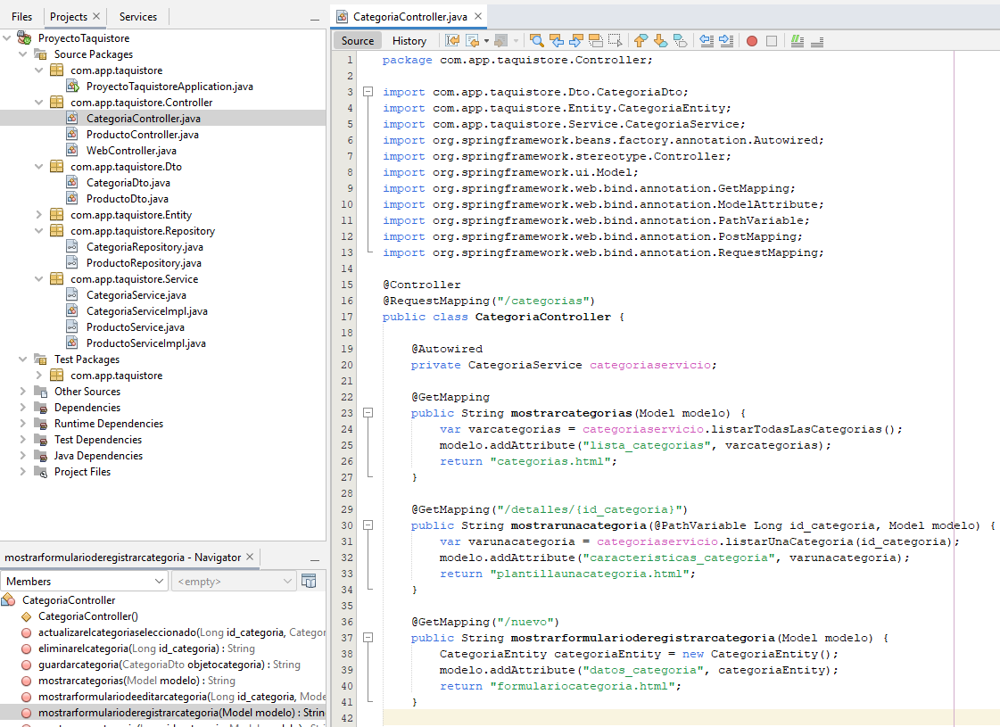 Files Projects Services
ProyectoTaquistore
Source Packages
com.app.taquistore
ProyectoTaquistoreApplication.java
com.app.taquistore.Controller
CategoriaController.java
ProductoController.java
WebController.java
com.app.taquistore.Dto
CategoriaDto.java
ProductoDto.java
com.app.taquistore.Entity
com.app.taquistore.Repository
CategoriaRepository.java
ProductoRepository.java
com.app.taquistore.Service
CategoriaService.java
CategoriaServiceImpl.java
ProductoService.java
ProductoServiceImpl.java
Test Packages
com.app.taquistore
Other Sources
Dependencies
Runtime Dependencies
Test Dependencies
Java Dependencies
Project Files
mostrarformularioderegistrarcategoria - Navigator
Members <empty>
CategoriaController
CategoriaController()
actualizarelcategoriaseleccionado(Long id_categoria, Categor
eliminarelcategoria(Long id_categoria) : String
guardarcategoria(CategoriaDto objetocategoria) : String
mostrarcategorias(Model modelo) : String
mostrarformulariodeeditarcategoria(Long id_categoria, Mode
mostrarformularioderegistrarcategoria(Model modelo) : Strin
CategoriaController.java
Source History
1 package com.app.taquistore.Controller;
2
3 import com.app.taquistore.Dto.CategoriaDto;
4 import com.app.taquistore.Entity.CategoriaEntity;
5 import com.app.taquistore.Service.CategoriaService;
6 import org.springframework.beans.factory.annotation.Autowired;
7 import org.springframework.stereotype.Controller;
8 import org.springframework.ui.Model;
9 import org.springframework.web.bind.annotation.GetMapping;
10 import org.springframework.web.bind.annotation.ModelAttribute;
11 import org.springframework.web.bind.annotation.PathVariable;
12 import org.springframework.web.bind.annotation.PostMapping;
13 import org.springframework.web.bind.annotation.RequestMapping;
14
15 @Controller
16 @RequestMapping("/categorias")
17 public class CategoriaController {
18
19 @Autowired
20 private CategoriaService categoriaservicio;
21
22 @GetMapping
23 public String mostrarcategorias(Model modelo) {
24 var varcategorias = categoriaservicio.listarTodasLasCategorias();
25 modelo.addAttribute("lista_categorias", varcategorias);
26 return "categorias.html";
27 }
28
29 @GetMapping("/detalles/{id_categoria}")
30 public String mostrarunacategoria(@PathVariable Long id_categoria, Model modelo) {
31 var varunacategoria = categoriaservicio.listarUnaCategoria(id_categoria);
32 modelo.addAttribute("caracteristicas_categoria", varunacategoria);
33 return "plantillaunacategoria.html";
34 }
35
36 @GetMapping("/nuevo")
37 public String mostrarformularioderegistrarcategoria(Model modelo) {
38 CategoriaEntity categoriaEntity = new CategoriaEntity();
39 modelo.addAttribute("datos_categoria", categoriaEntity);
40 return "formulariocategoria.html";
41 }
42